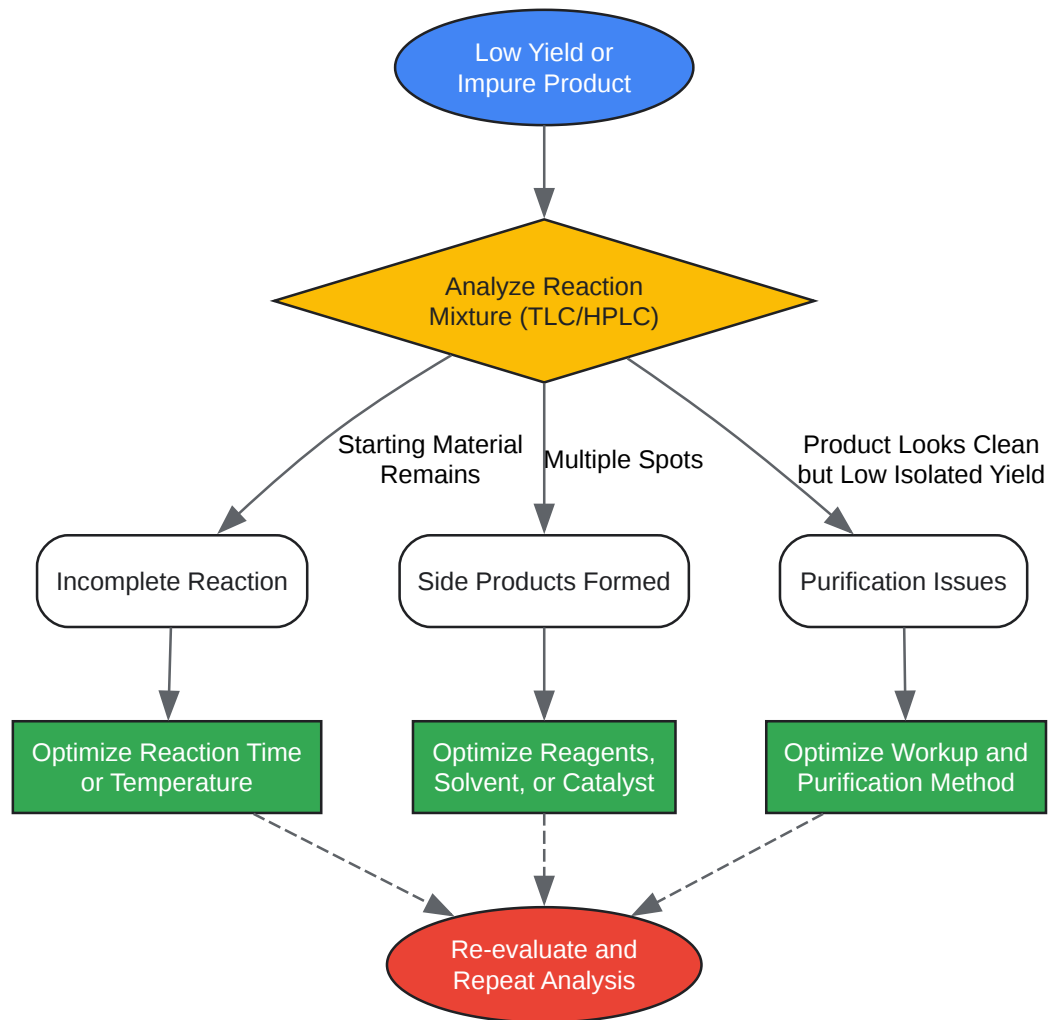 Low Yield or
Impure Product
Analyze Reaction
Mixture (TLC/HPLC)
Starting Material
Remains
Multiple Spots
Product Looks Clean
but Low Isolated Yield
Incomplete Reaction
Side Products Formed
Purification Issues
Optimize Reaction Time
or Temperature
Optimize Reagents,
Solvent, or Catalyst
Optimize Workup and
Purification Method
Re-evaluate and
Repeat Analysis